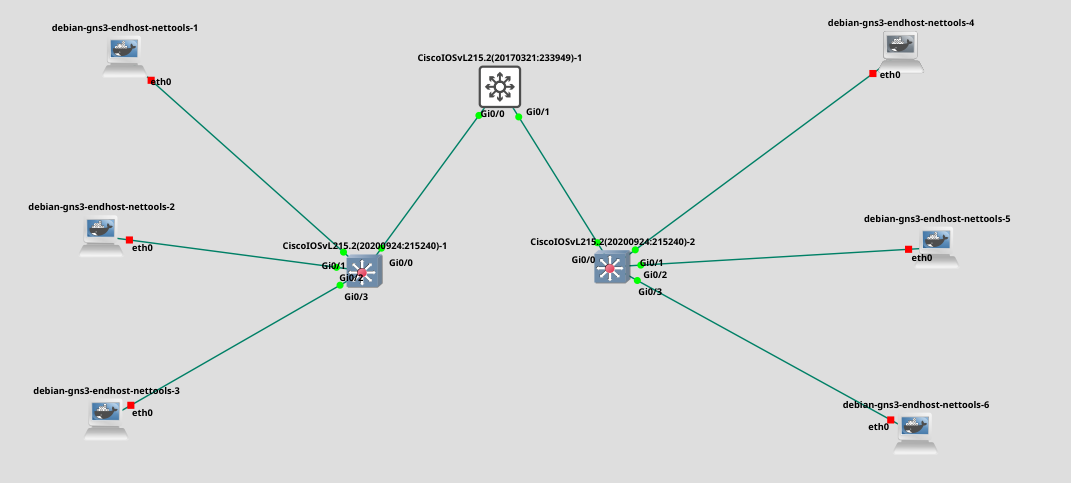 debian-gns3-endhost-nettools-1
eth0
CiscoIOSvL215.2(20170321:233949)-1
Gi0/0
Gi0/1
debian-gns3-endhost-nettools-4
eth0
debian-gns3-endhost-nettools-2
eth0
CiscoIOSvL215.2(20200924:215240)-1
Gi0/0
Gi0/1
Gi0/2
Gi0/3
CiscoIOSvL215.2(20200924:215240)-2
Gi0/0
Gi0/1
Gi0/2
Gi0/3
debian-gns3-endhost-nettools-5
eth0
debian-gns3-endhost-nettools-3
eth0
debian-gns3-endhost-nettools-6
eth0